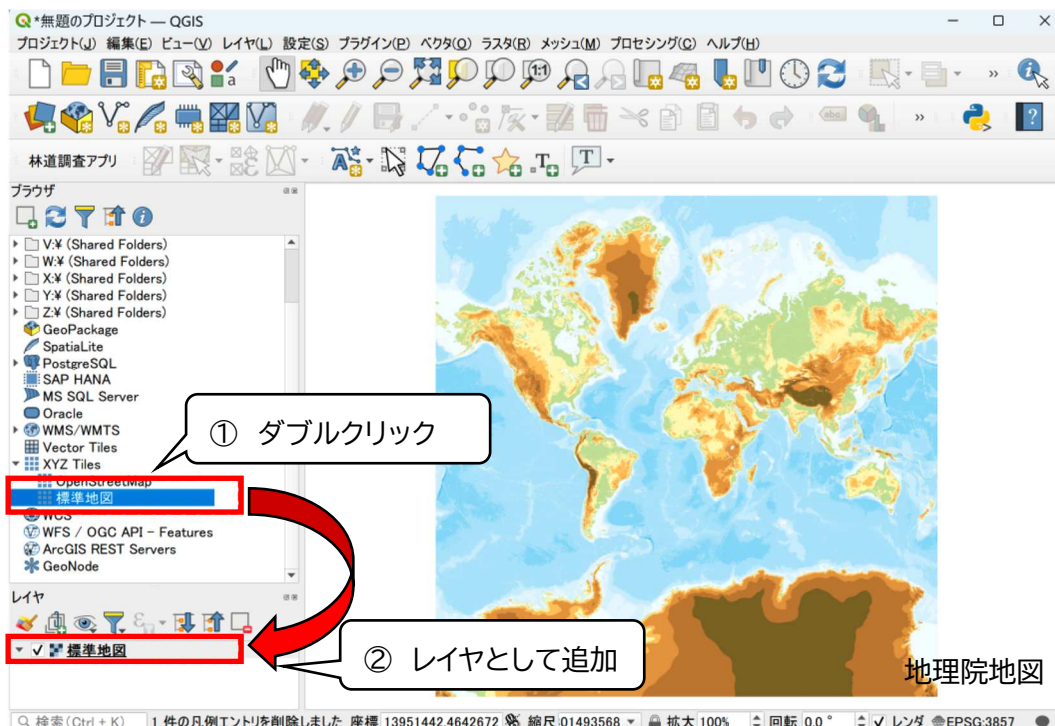 *無題のプロジェクト — QGIS
プロジェクト(J) 編集(E) ビュー(V) レイヤ(L) 設定(S) プラグイン(P) ベクタ(O) ラスタ(R) メッシュ(M) プロセシング(C) ヘルプ(H)
林道調査アプリ
ブラウザ
V:¥ (Shared Folders)
W:¥ (Shared Folders)
X:¥ (Shared Folders)
Y:¥ (Shared Folders)
Z:¥ (Shared Folders)
GeoPackage
SpatiaLite
PostgreSQL
SAP HANA
MS SQL Server
Oracle
WMS/WMTS
Vector Tiles
XYZ Tiles
OpenStreetMap
標準地図
WCS
WFS / OGC API - Features
ArcGIS REST Servers
GeoNode
① ダブルクリック
レイヤ
標準地図
② レイヤとして追加
地理院地図
検索(Ctrl + K) 1 件の凡例エントリを削除しました 座標 13951442,4642672 縮尺 01493568 拡大 100% 回転 0.0 ° レンダ EPSG:3857